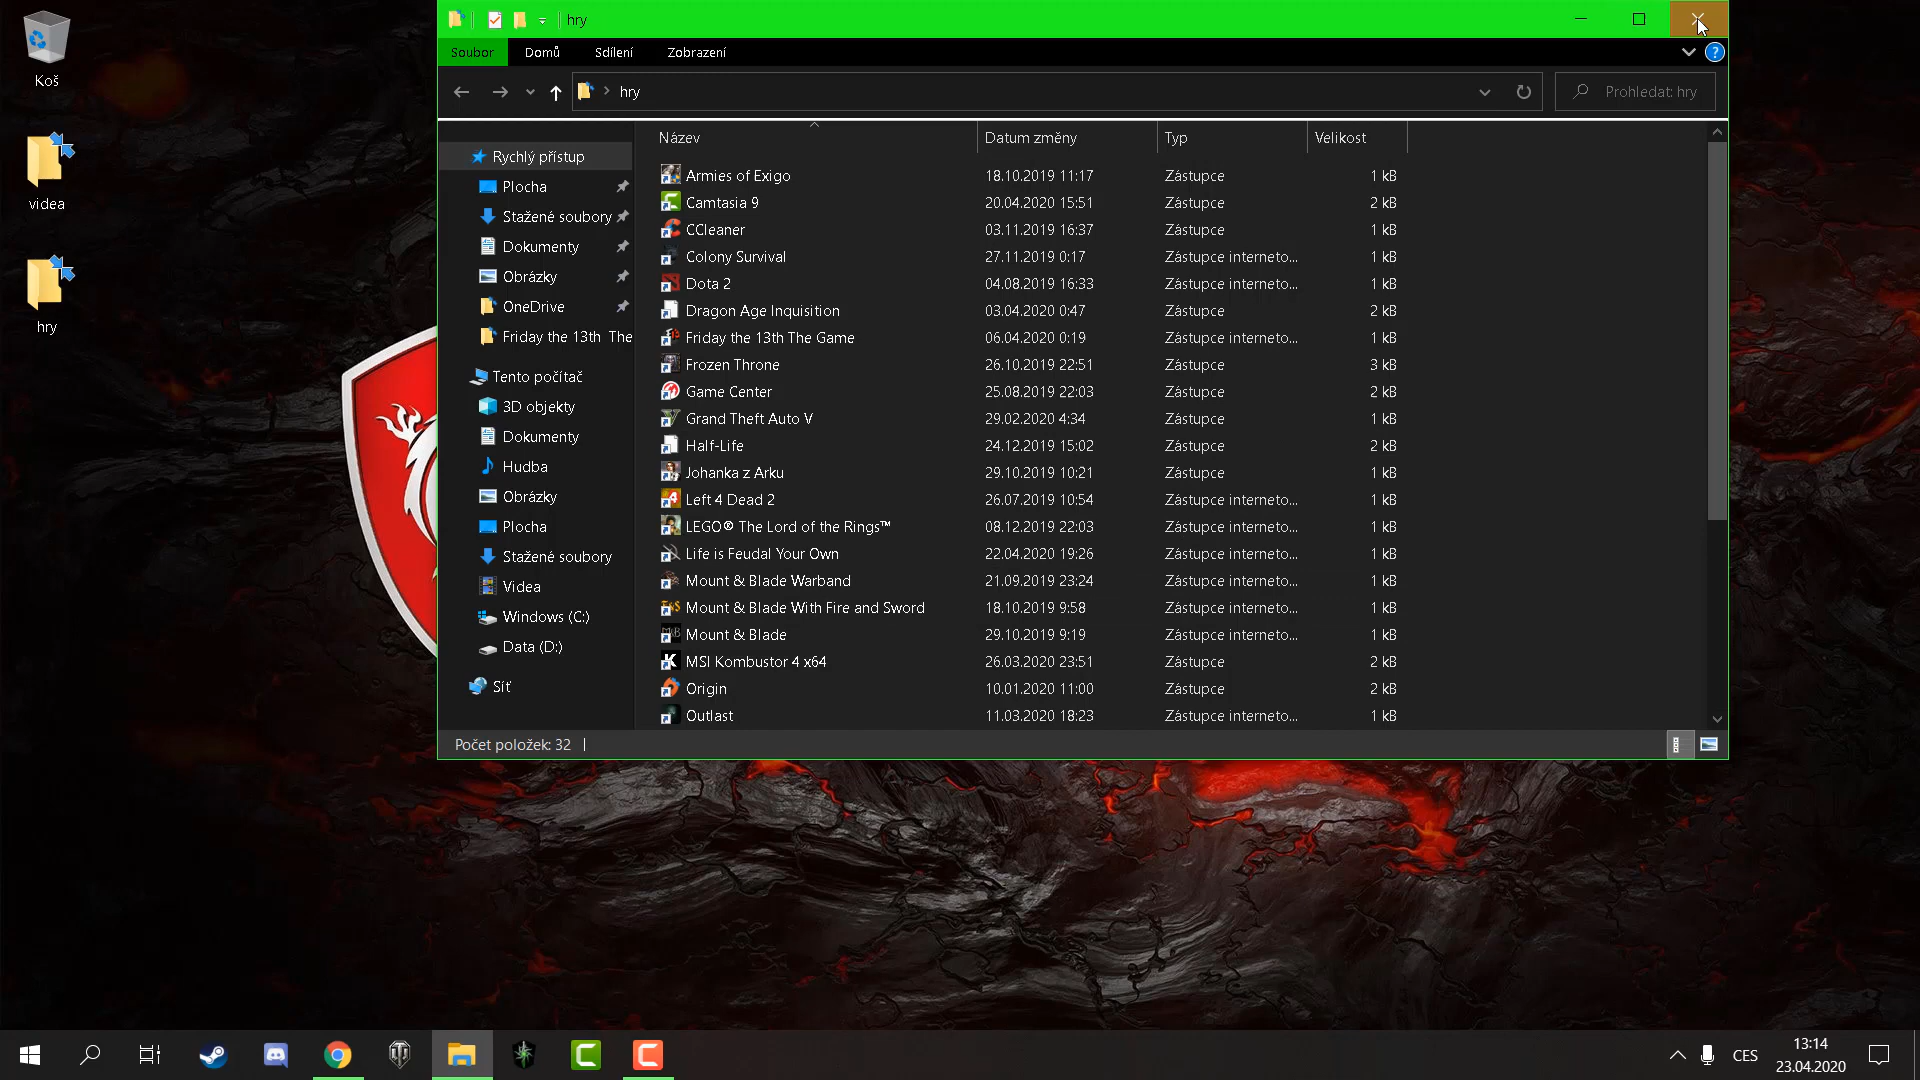 Koš
videa
hry
hry
Soubor Domů Sdílení Zobrazení
hry Prohledat: hry
Rychlý přístup
Plocha
Stažené soubory
Dokumenty
Obrázky
OneDrive
Friday the 13th The
Tento počítač
3D objekty
Dokumenty
Hudba
Obrázky
Plocha
Stažené soubory
Videa
Windows (C:)
Data (D:)
Síť
Název Datum změny Typ Velikost
Armies of Exigo 18.10.2019 11:17 Zástupce 1 kB
Camtasia 9 20.04.2020 15:51 Zástupce 2 kB
CCleaner 03.11.2019 16:37 Zástupce 1 kB
Colony Survival 27.11.2019 0:17 Zástupce interneto... 1 kB
Dota 2 04.08.2019 16:33 Zástupce interneto... 1 kB
Dragon Age Inquisition 03.04.2020 0:47 Zástupce 2 kB
Friday the 13th The Game 06.04.2020 0:19 Zástupce interneto... 1 kB
Frozen Throne 26.10.2019 22:51 Zástupce 3 kB
Game Center 25.08.2019 22:03 Zástupce 2 kB
Grand Theft Auto V 29.02.2020 4:34 Zástupce 1 kB
Half-Life 24.12.2019 15:02 Zástupce 2 kB
Johanka z Arku 29.10.2019 10:21 Zástupce 1 kB
Left 4 Dead 2 26.07.2019 10:54 Zástupce interneto... 1 kB
LEGO® The Lord of the Rings™ 08.12.2019 22:03 Zástupce interneto... 1 kB
Life is Feudal Your Own 22.04.2020 19:26 Zástupce interneto... 1 kB
Mount & Blade Warband 21.09.2019 23:24 Zástupce interneto... 1 kB
Mount & Blade With Fire and Sword 18.10.2019 9:58 Zástupce interneto... 1 kB
Mount & Blade 29.10.2019 9:19 Zástupce interneto... 1 kB
MSI Kombustor 4 x64 26.03.2020 23:51 Zástupce 2 kB
Origin 10.01.2020 11:00 Zástupce 2 kB
Outlast 11.03.2020 18:23 Zástupce interneto... 1 kB
Počet položek: 32
CES
13:14
23.04.2020